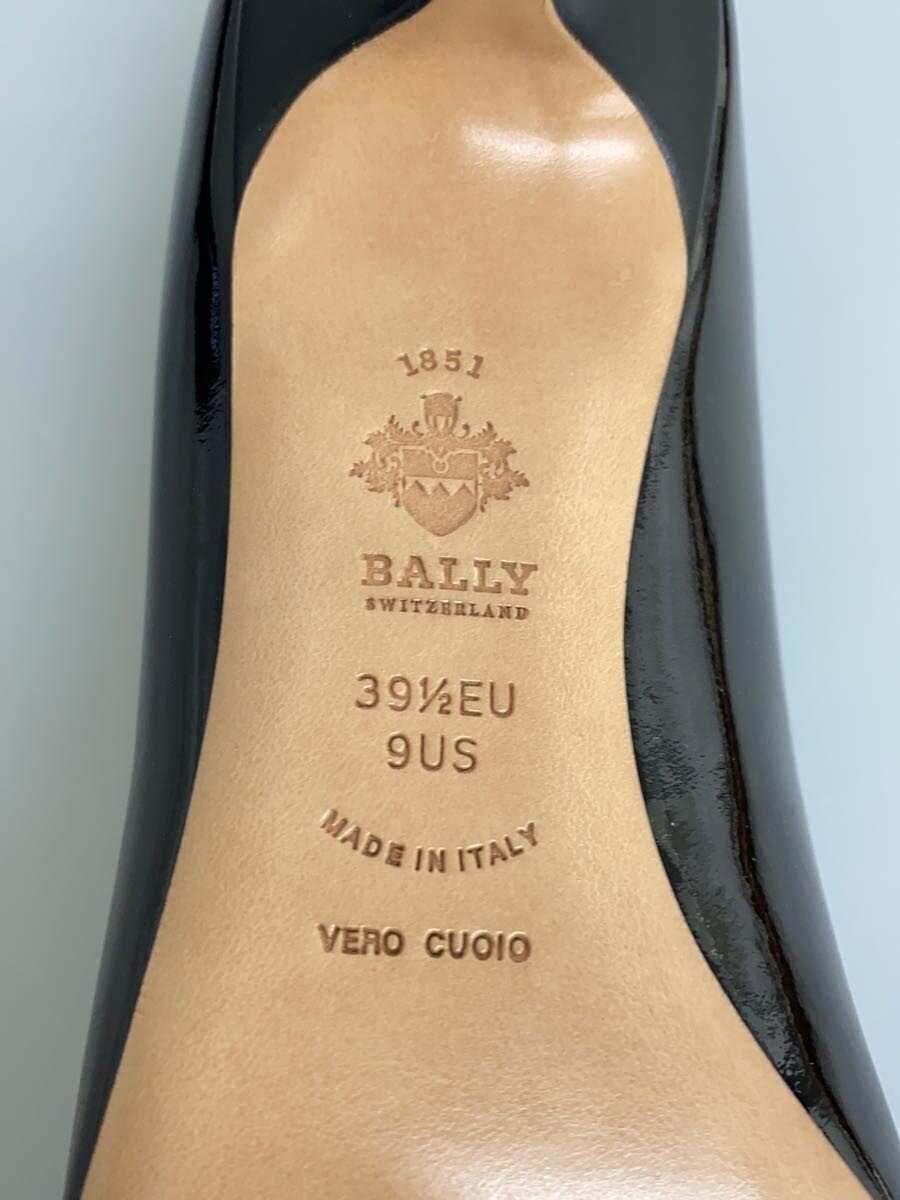 1851
BALLY
SWITZERLAND
39½EU
9US
MADE IN ITALY
VERO CUOIO